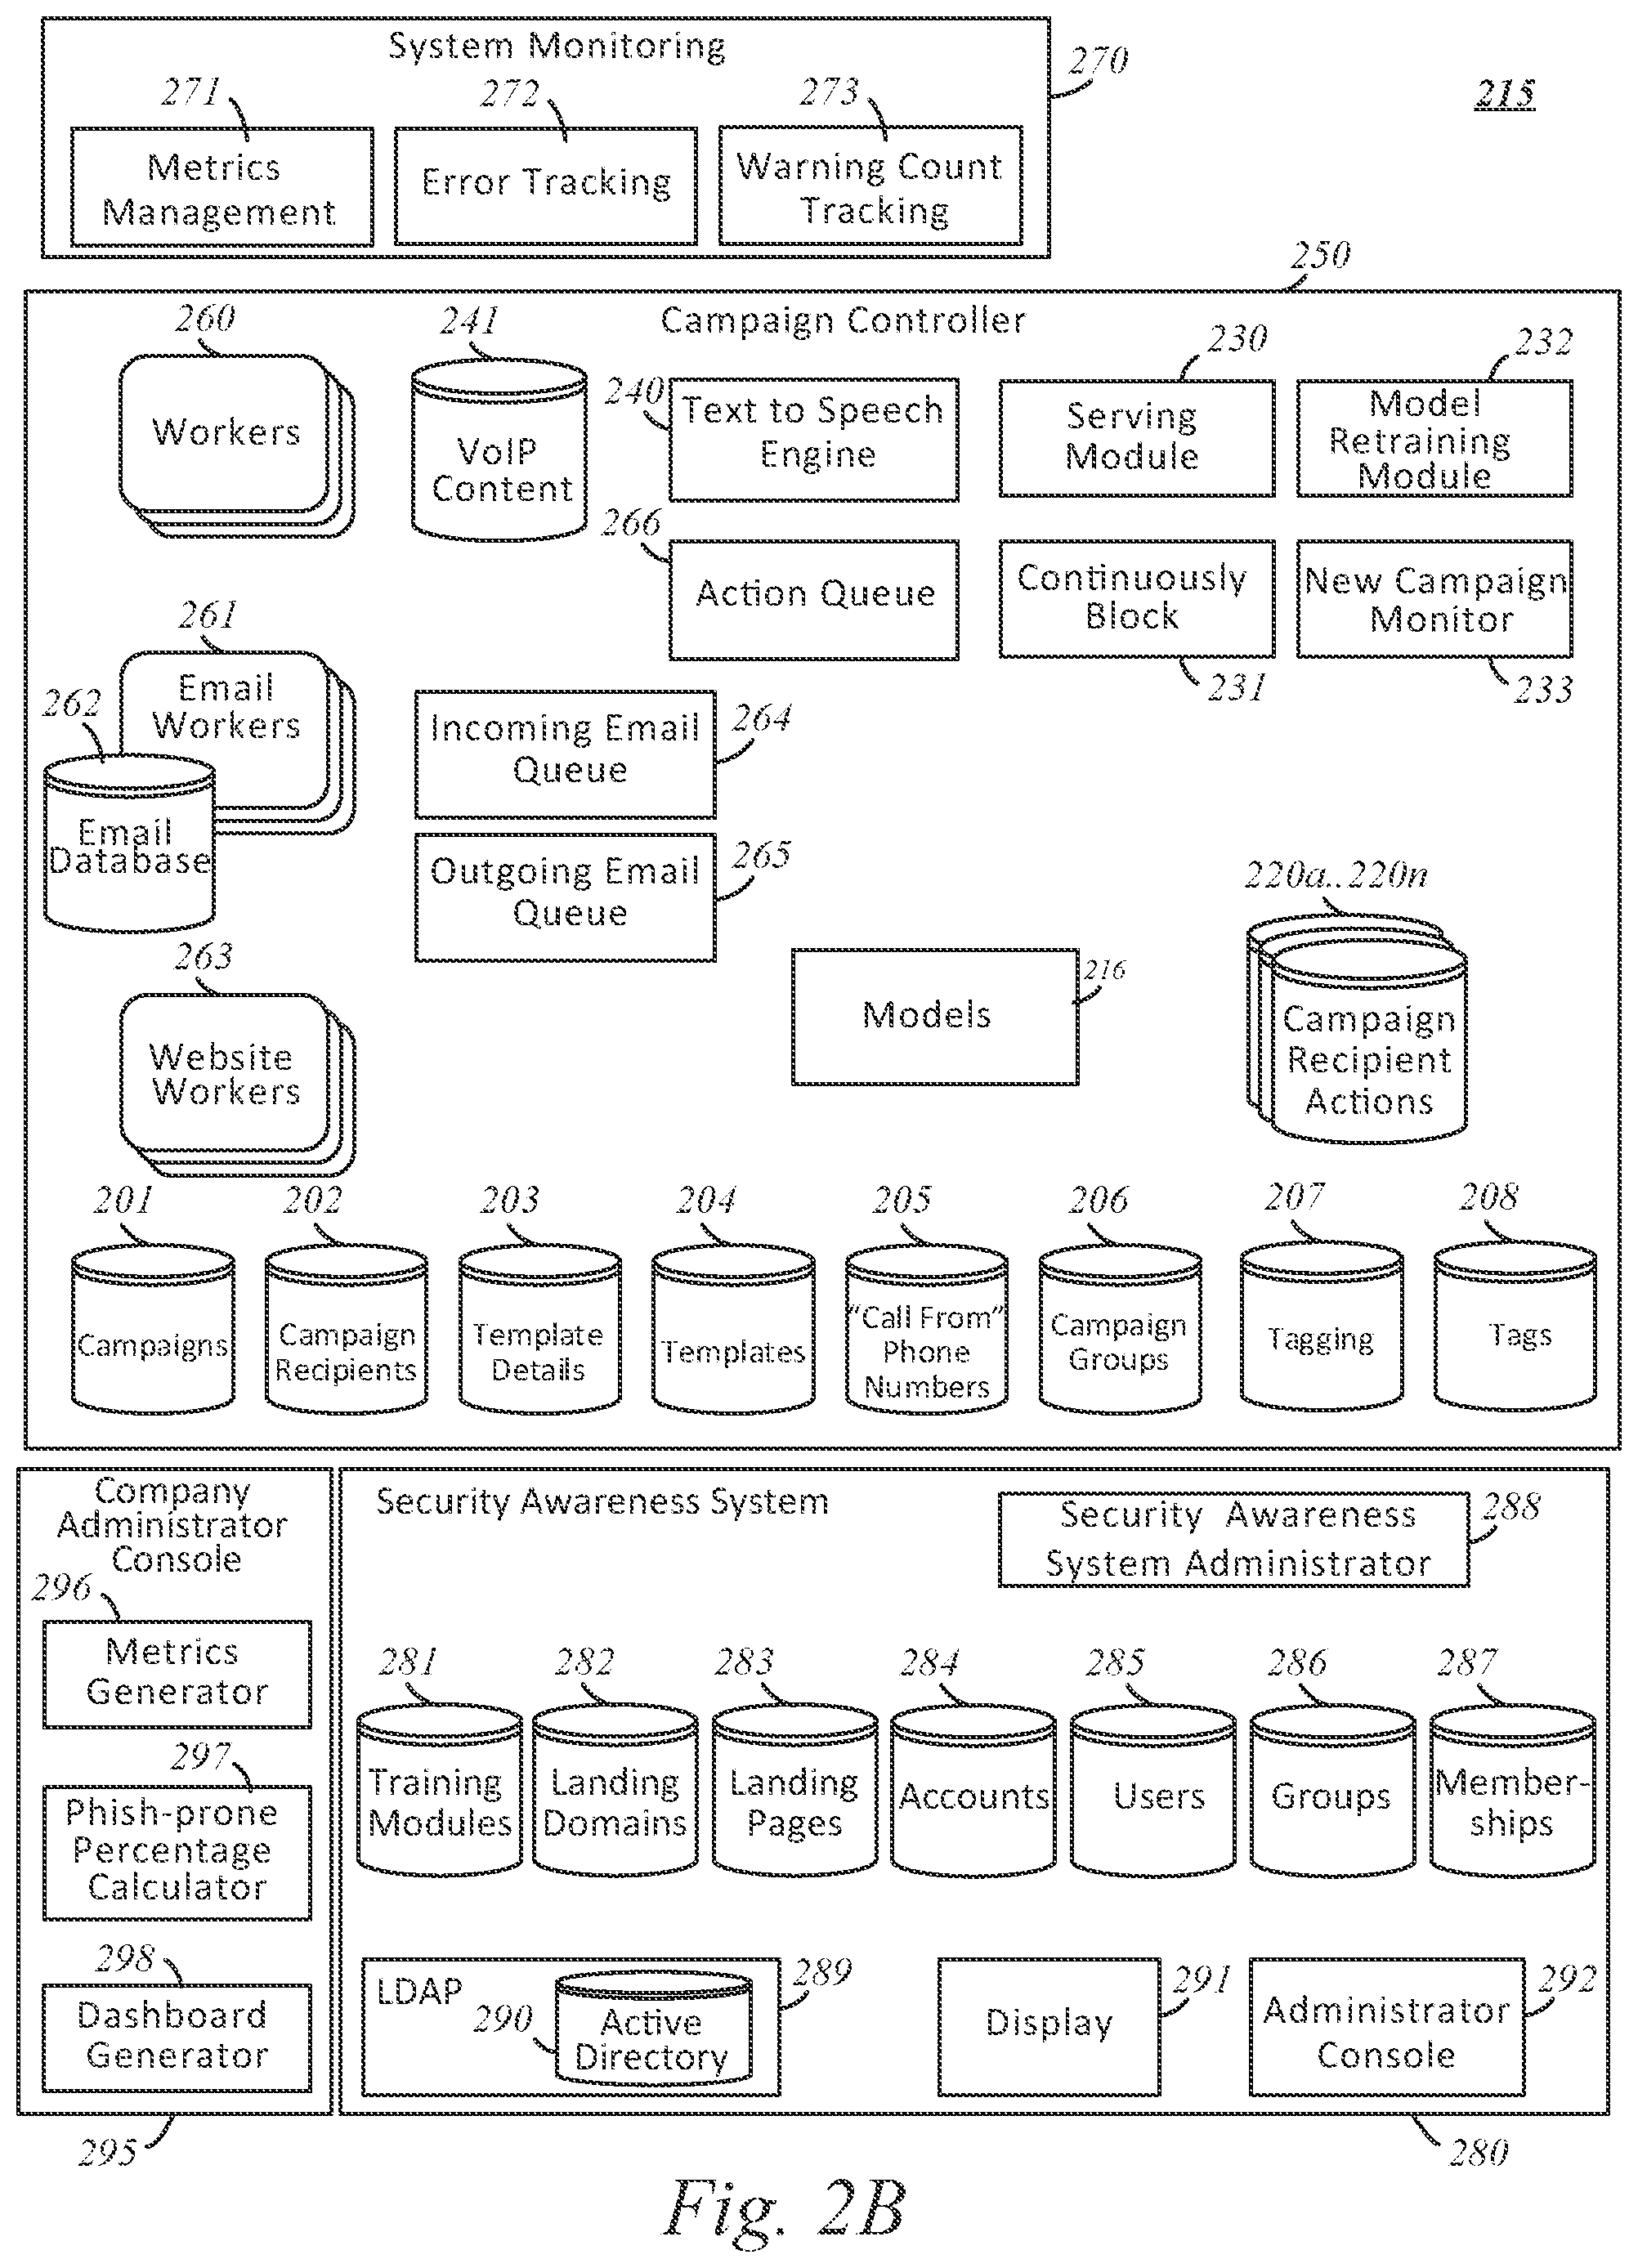 System Monitoring
270
215
271
272
273
Metrics
Management
Error Tracking
Warning Count
Tracking
250
Campaign Controller
260
241
230
232
Workers
VoIP
Content
240
Text to Speech
Engine
Serving
Module
Model
Retraining
Module
266
Action Queue
Continuously
Block
New Campaign
Monitor
231
233
261
Email
Workers
262
Email
Database
Incoming Email
Queue
264
Outgoing Email
Queue
265
220a..220n
263
Website
Workers
Models
216
Campaign
Recipient
Actions
201
202
203
204
205
206
207
208
Campaigns
Campaign
Recipients
Template
Details
Templates
“Call From”
Phone
Numbers
Campaign
Groups
Tagging
Tags
Company
Administrator
Console
296
Metrics
Generator
297
Phish-prone
Percentage
Calculator
298
Dashboard
Generator
295
Security Awareness System
Security Awareness
System Administrator
288
281
282
283
284
285
286
287
Training
Modules
Landing
Domains
Landing
Pages
Accounts
Users
Groups
Member-
ships
LDAP
289
290
Active
Directory
Display
291
Administrator
Console
292
280
Fig. 2B